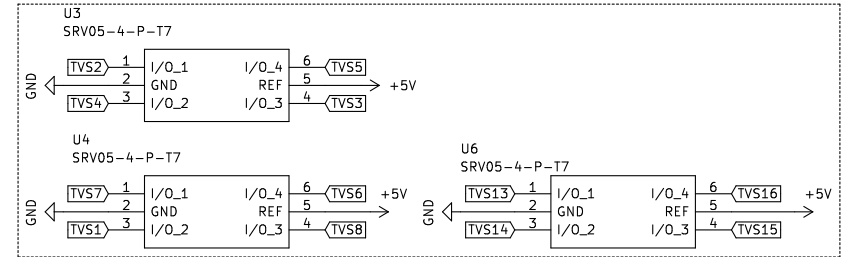 U3
SRV05-4-P-T7
TVS2 1 I/O_1 I/O_4 6 TVS5
GND 2 GND REF 5 +5V
TVS4 3 I/O_2 I/O_3 4 TVS3
U4
SRV05-4-P-T7
TVS7 1 I/O_1 I/O_4 6 TVS6 +5V
GND 2 GND REF 5
TVS1 3 I/O_2 I/O_3 4 TVS8
U6
SRV05-4-P-T7
TVS13 1 I/O_1 I/O_4 6 TVS16 +5V
GND 2 GND REF 5
TVS14 3 I/O_2 I/O_3 4 TVS15